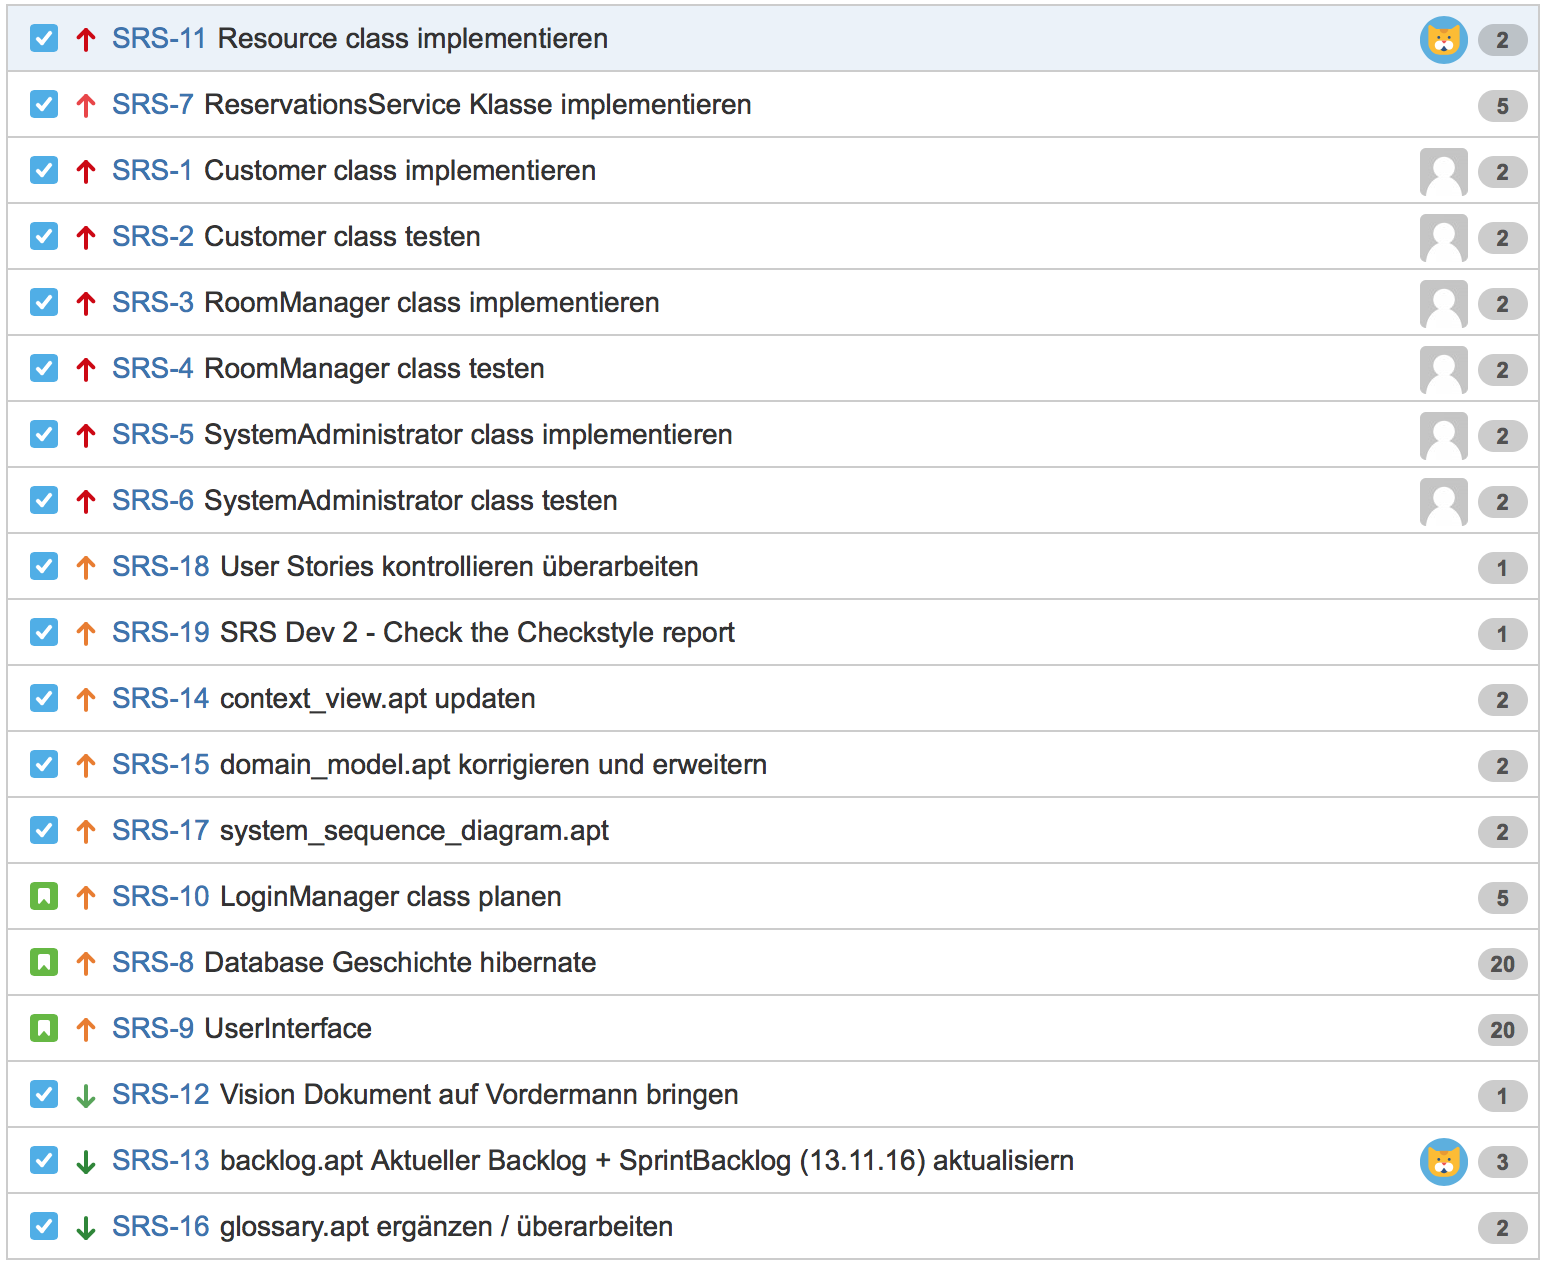 SRS-11 Resource class implementieren 2
SRS-7 ReservationsService Klasse implementieren 5
SRS-1 Customer class implementieren 2
SRS-2 Customer class testen 2
SRS-3 RoomManager class implementieren 2
SRS-4 RoomManager class testen 2
SRS-5 SystemAdministrator class implementieren 2
SRS-6 SystemAdministrator class testen 2
SRS-18 User Stories kontrollieren überarbeiten 1
SRS-19 SRS Dev 2 - Check the Checkstyle report 1
SRS-14 context_view.apt updaten 2
SRS-15 domain_model.apt korrigieren und erweitern 2
SRS-17 system_sequence_diagram.apt 2
SRS-10 LoginManager class planen 5
SRS-8 Database Geschichte hibernate 20
SRS-9 UserInterface 20
SRS-12 Vision Dokument auf Vordermann bringen 1
SRS-13 backlog.apt Aktueller Backlog + SprintBacklog (13.11.16) aktualisiern 3
SRS-16 glossary.apt ergänzen / überarbeiten 2